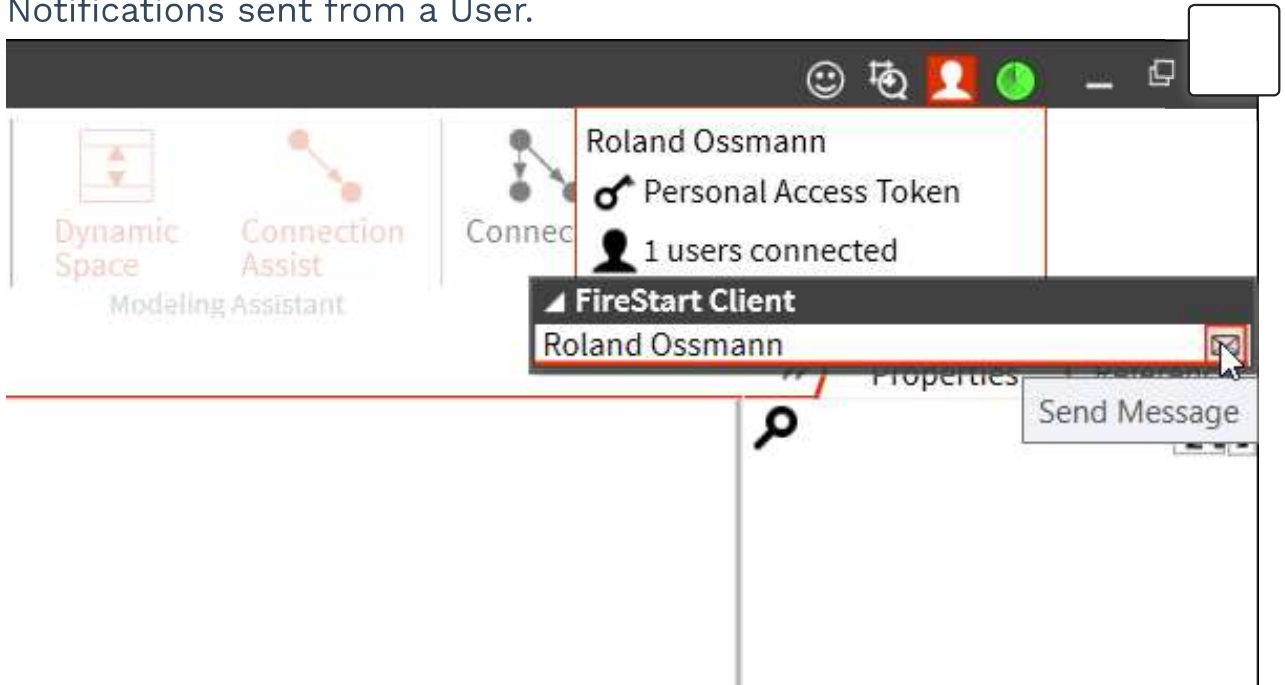 Notifications sent from a User.
Roland Ossmann
Personal Access Token
1 users connected
Dynamic
Space
Connection
Assist
Connec
Modeling Assistant
FireStart Client
Roland Ossmann
Properties
Send Message